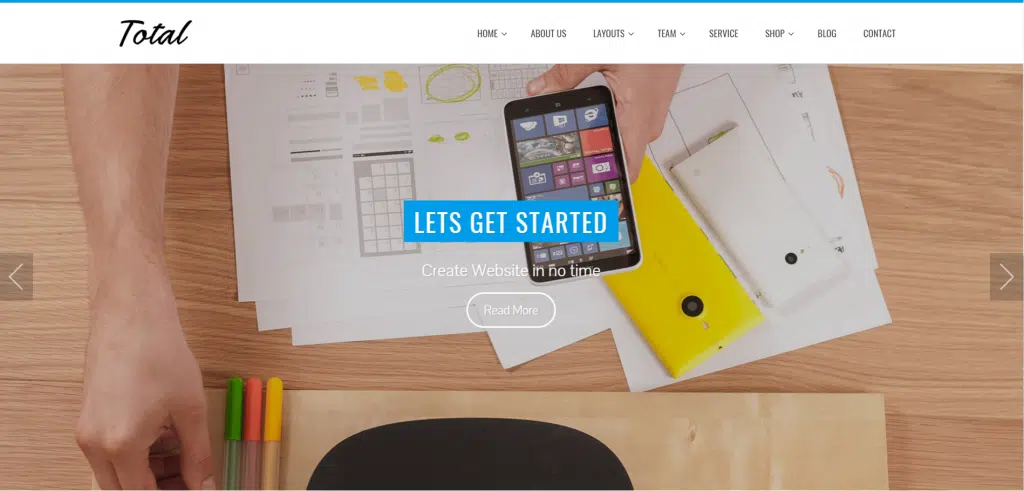 Total
HOME ABOUT US LAYOUTS TEAM SERVICE SHOP BLOG CONTACT
LETS GET STARTED
Create Website in no time
Read More